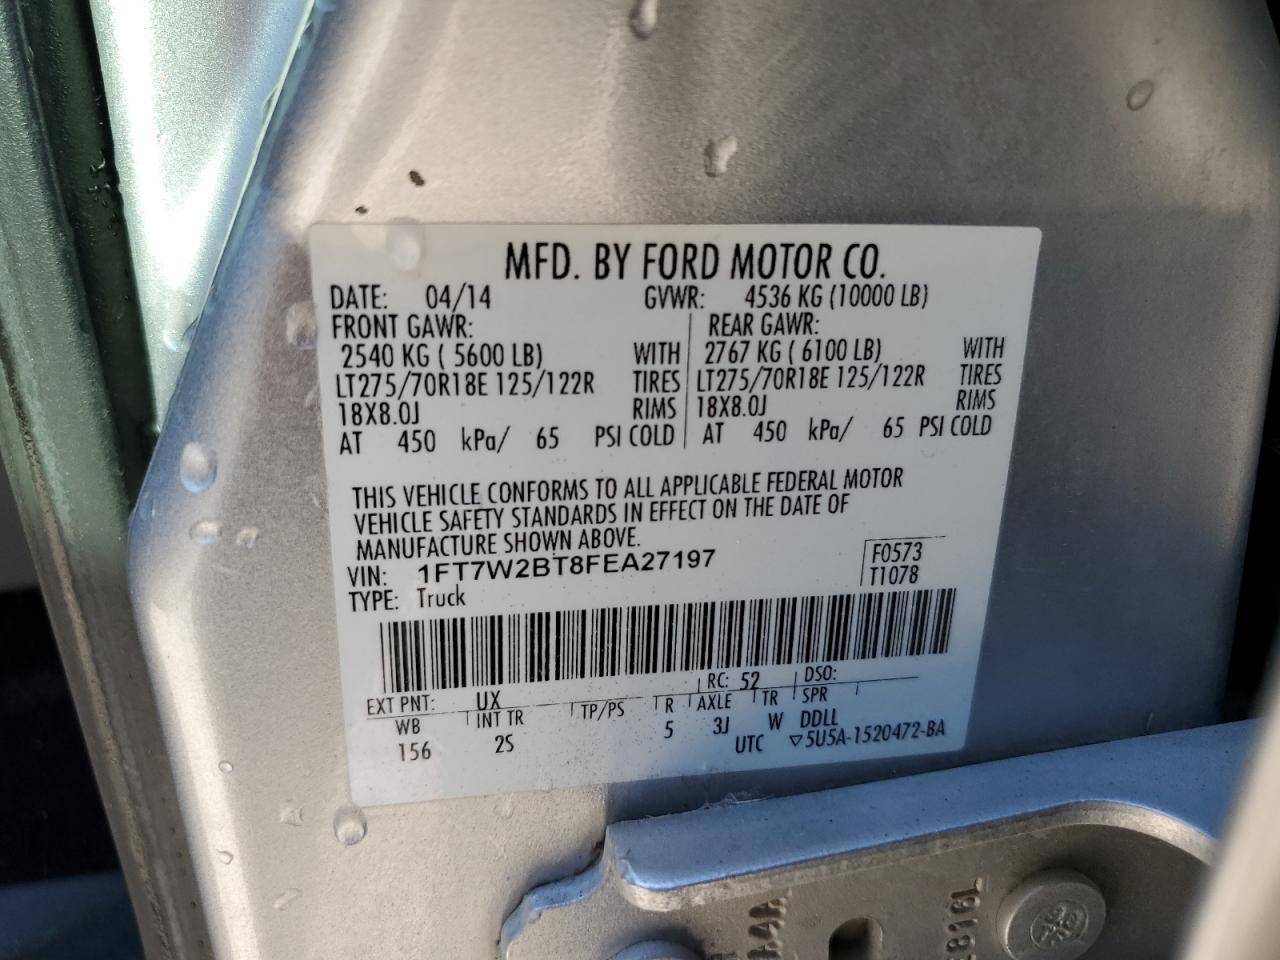 MFD. BY FORD MOTOR CO.
DATE: 04/14 GVWR: 4536 KG (10000 LB)
FRONT GAWR: REAR GAWR:
2540 KG ( 5600 LB) WITH 2767 KG ( 6100 LB) WITH
LT275/70R18E 125/122R TIRES LT275/70R18E 125/122R TIRES
18X8.0J RIMS 18X8.0J RIMS
AT 450 kPa/ 65 PSI COLD AT 450 kPa/ 65 PSI COLD
THIS VEHICLE CONFORMS TO ALL APPLICABLE FEDERAL MOTOR
VEHICLE SAFETY STANDARDS IN EFFECT ON THE DATE OF
MANUFACTURE SHOWN ABOVE.
VIN: 1FT7W2BT8FEA27197 F0573
TYPE: Truck T1078
EXT PNT: UX RC: 52 DSO:
WB INT TR TP/PS R AXLE TR SPR
156 2S 5 3J W DDLL
UTC ▽5U5A-1520472-BA